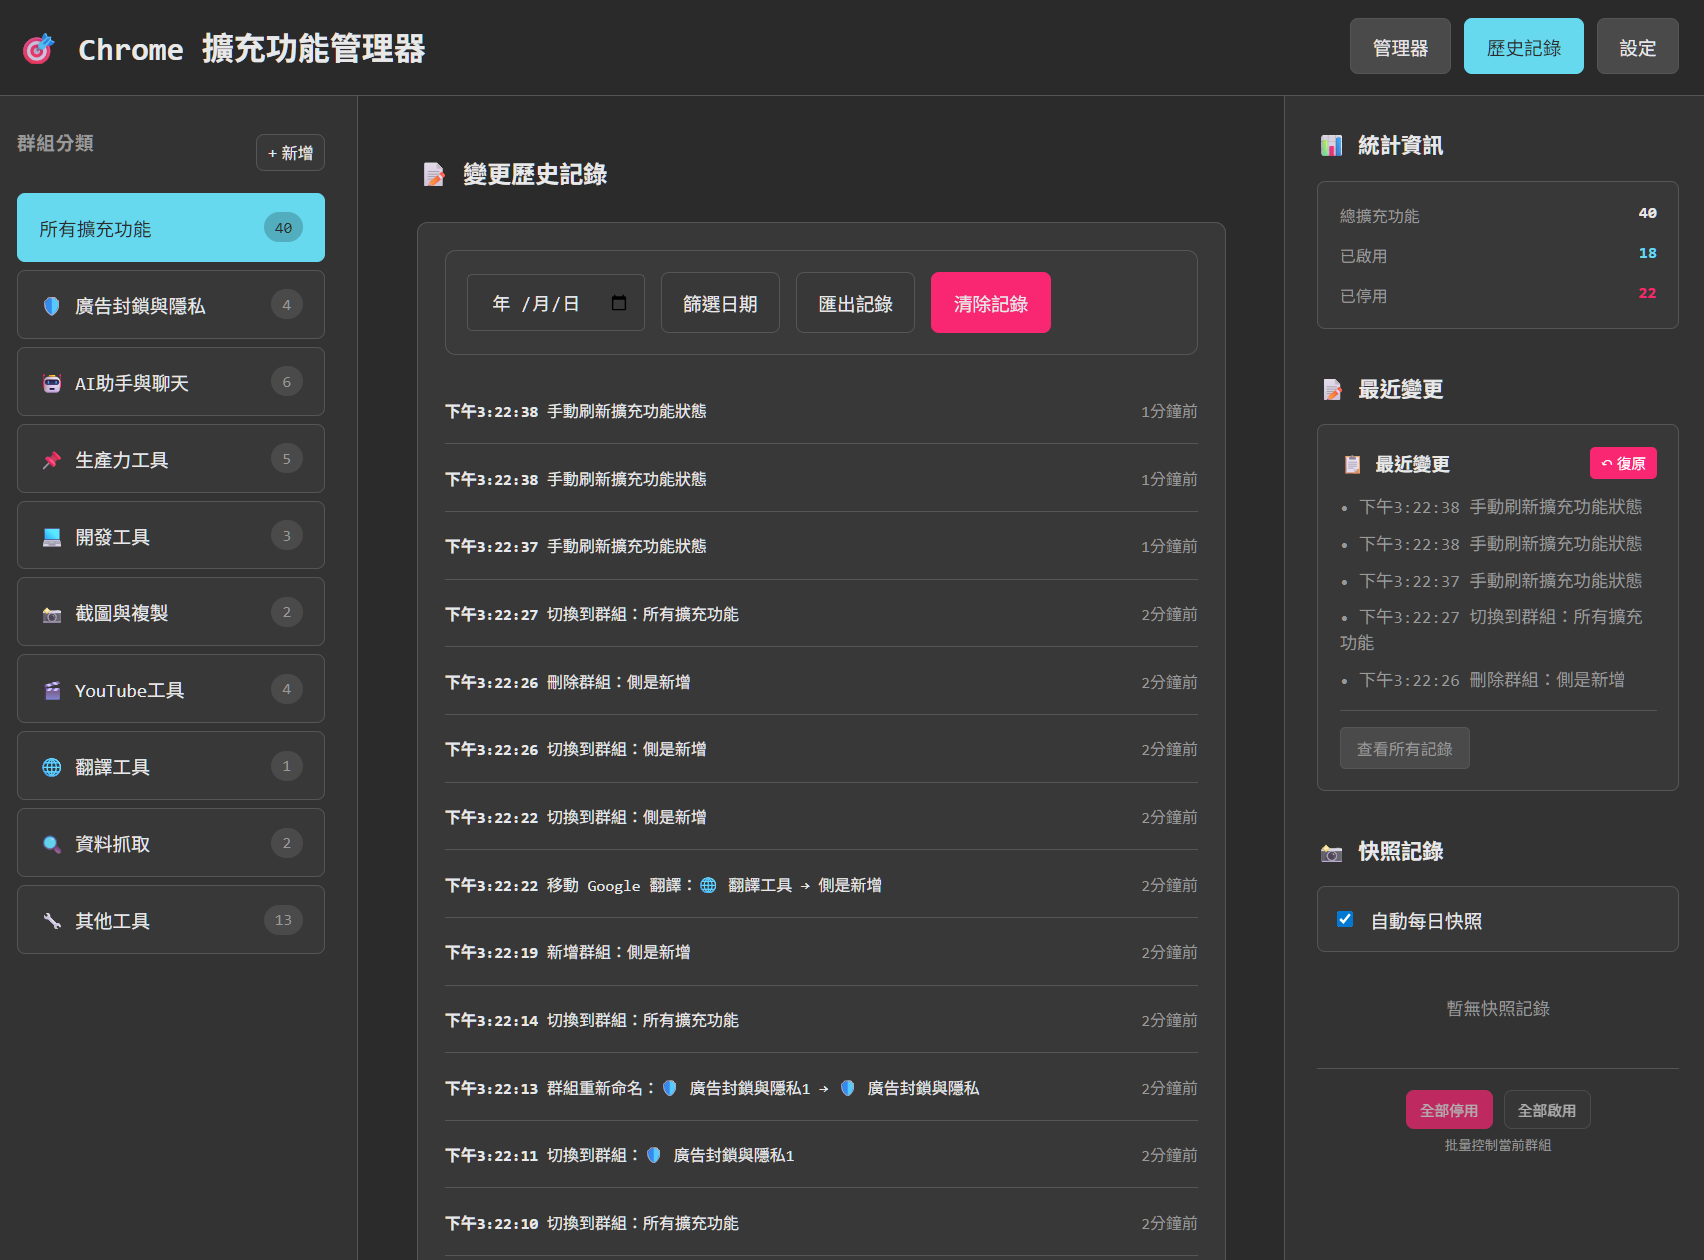 Chrome 擴充功能管理器
管理器
歷史記錄
設定
群組分類
+ 新增
所有擴充功能 40
廣告封鎖與隱私 4
AI助手與聊天 6
生產力工具 5
開發工具 3
截圖與複製 2
YouTube工具 4
翻譯工具 1
資料抓取 2
其他工具 13
變更歷史記錄
年 /月/日
篩選日期
匯出記錄
清除記錄
下午3:22:38 手動刷新擴充功能狀態 1分鐘前
下午3:22:38 手動刷新擴充功能狀態 1分鐘前
下午3:22:37 手動刷新擴充功能狀態 1分鐘前
下午3:22:27 切換到群組：所有擴充功能 2分鐘前
下午3:22:26 刪除群組：側是新增 2分鐘前
下午3:22:26 切換到群組：側是新增 2分鐘前
下午3:22:22 切換到群組：側是新增 2分鐘前
下午3:22:22 移動 Google 翻譯：🌐 翻譯工具 → 側是新增 2分鐘前
下午3:22:19 新增群組：側是新增 2分鐘前
下午3:22:14 切換到群組：所有擴充功能 2分鐘前
下午3:22:13 群組重新命名：🛡️ 廣告封鎖與隱私1 → 🛡️ 廣告封鎖與隱私 2分鐘前
下午3:22:11 切換到群組：🛡️ 廣告封鎖與隱私1 2分鐘前
下午3:22:10 切換到群組：所有擴充功能 2分鐘前
統計資訊
總擴充功能 40
已啟用 18
已停用 22
最近變更
最近變更
↶ 復原
• 下午3:22:38 手動刷新擴充功能狀態
• 下午3:22:38 手動刷新擴充功能狀態
• 下午3:22:37 手動刷新擴充功能狀態
• 下午3:22:27 切換到群組：所有擴充
功能
• 下午3:22:26 刪除群組：側是新增
查看所有記錄
快照記錄
自動每日快照
暫無快照記錄
全部停用
全部啟用
批量控制當前群組